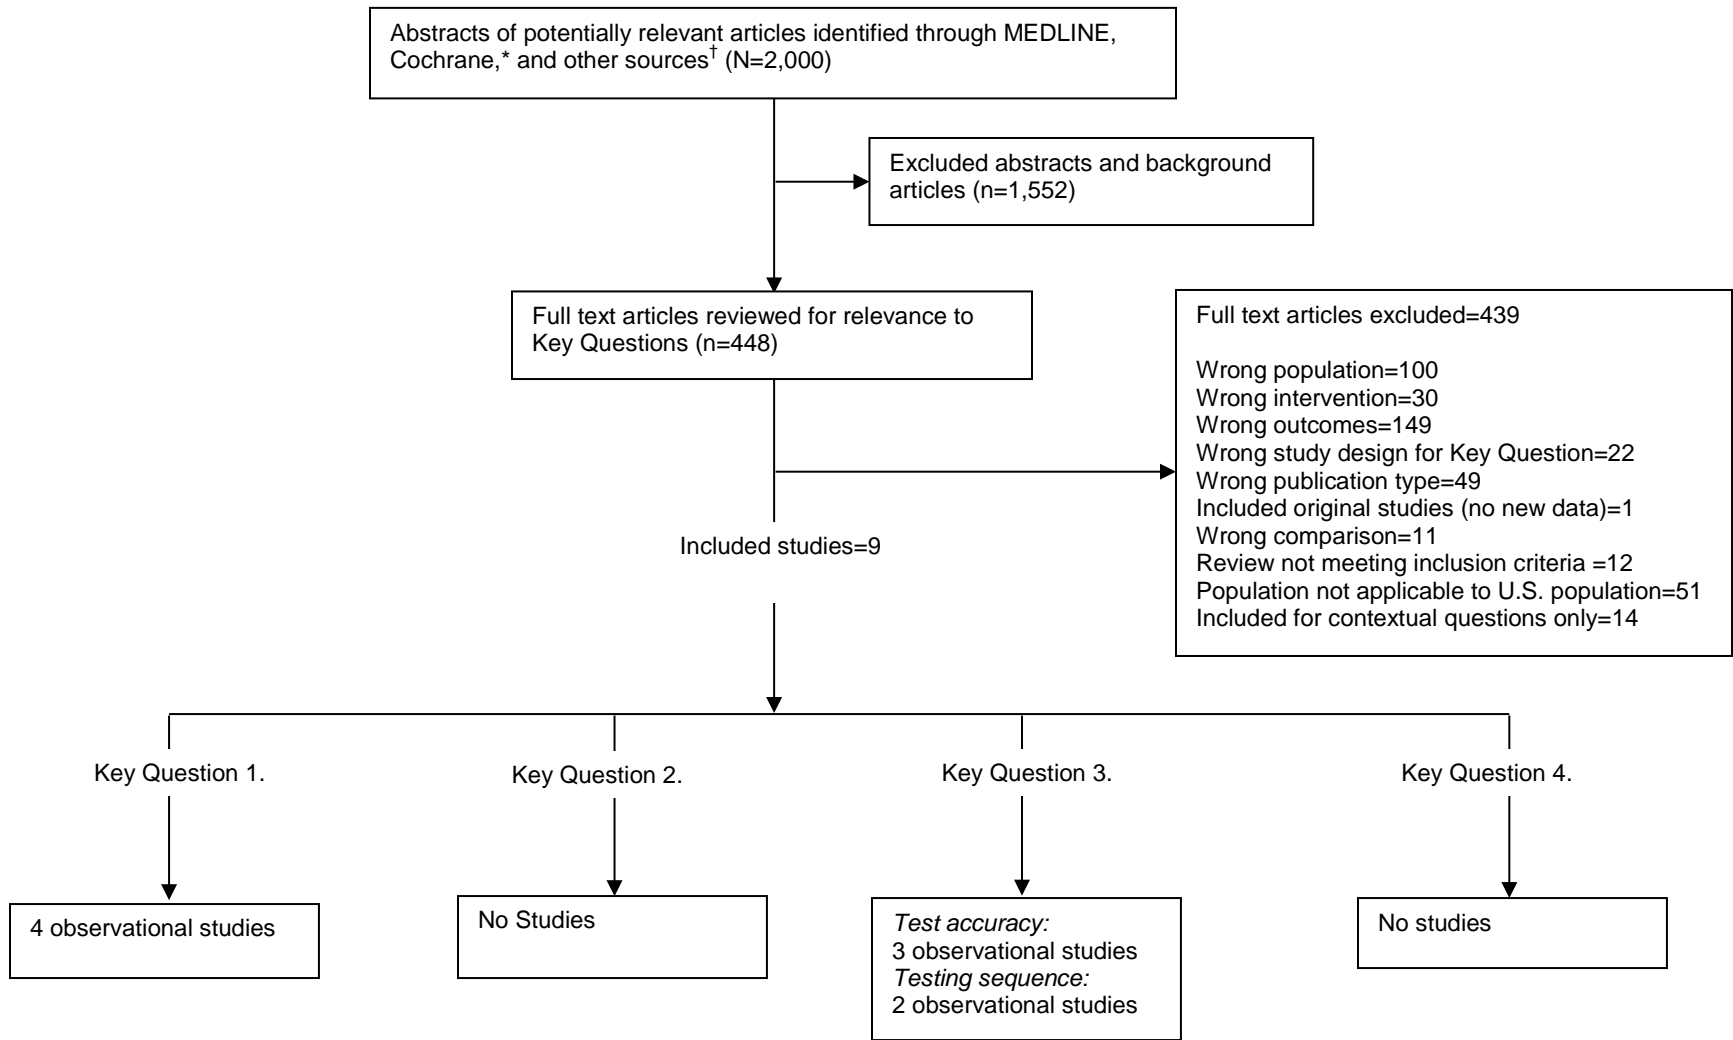 Abstracts of potentially relevant articles identified through MEDLINE,
Cochrane,* and other sources† (N=2,000)
Excluded abstracts and background
articles (n=1,552)
Full text articles reviewed for relevance to
Key Questions (n=448)
Full text articles excluded=439
Wrong population=100
Wrong intervention=30
Wrong outcomes=149
Wrong study design for Key Question=22
Wrong publication type=49
Included original studies (no new data)=1
Wrong comparison=11
Review not meeting inclusion criteria =12
Population not applicable to U.S. population=51
Included for contextual questions only=14
Included studies=9
Key Question 1.
Key Question 2.
Key Question 3.
Key Question 4.
4 observational studies
No Studies
Test accuracy:
3 observational studies
Testing sequence:
2 observational studies
No studies